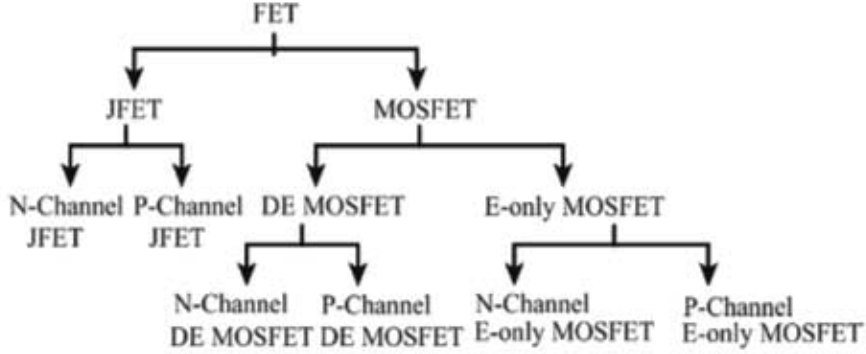 FET
JFET MOSFET
N-Channel P-Channel DE MOSFET E-only MOSFET
JFET JFET
N-Channel P-Channel N-Channel P-Channel
DE MOSFET DE MOSFET E-only MOSFET E-only MOSFET